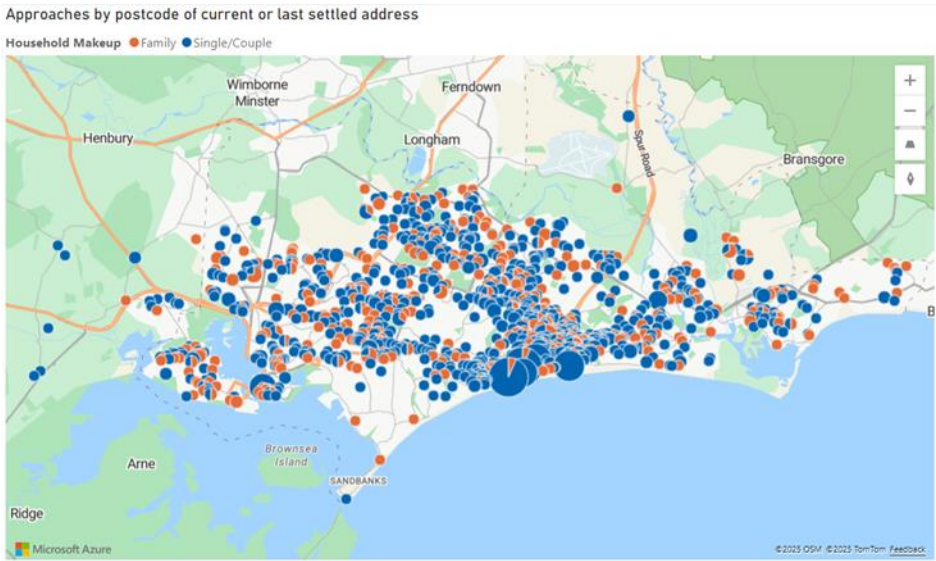 Approaches by postcode of current or last settled address
Household Makeup Family Single/Couple
Wimborne
Minster
Ferndown
Henbury
Longham
Spur Road
Bransgore
B
Brownsea
Island
Arne
SANDBANKS
Ridge
Microsoft Azure
©2025 OSM ©2025 TomTom Feedback